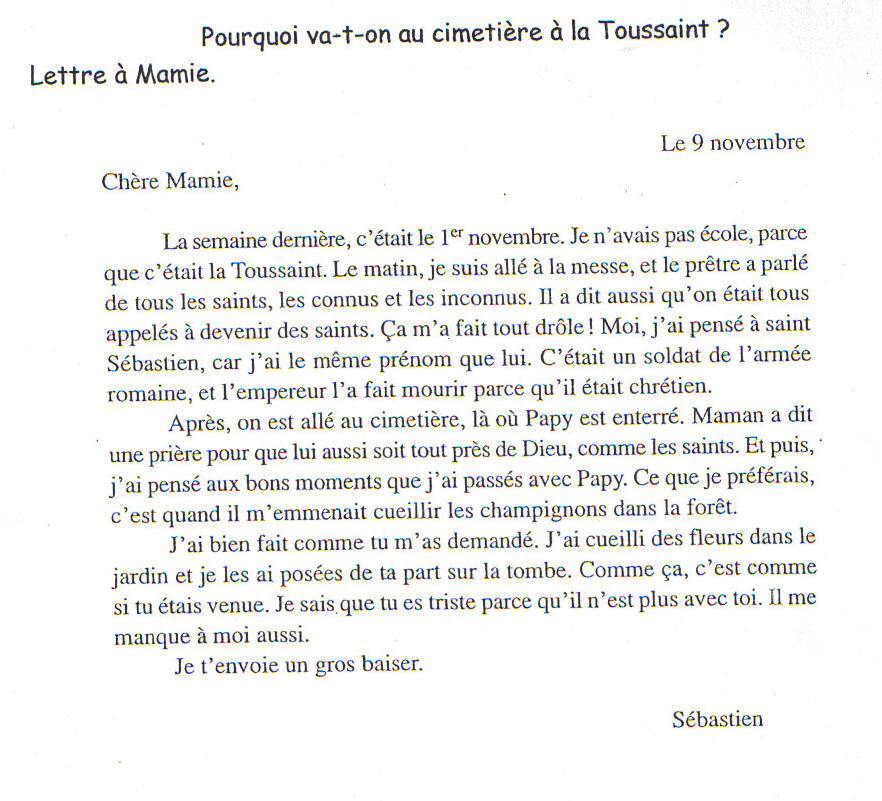 Pourquoi va-t-on au cimetière à la Toussaint ?
Lettre à Mamie.
Le 9 novembre
Chère Mamie,
La semaine dernière, c'était le 1er novembre. Je n'avais pas école, parce
que c'était la Toussaint. Le matin, je suis allé à la messe, et le prêtre a parlé
de tous les saints, les connus et les inconnus. Il a dit aussi qu'on était tous
appelés à devenir des saints. Ça m'a fait tout drôle ! Moi, j'ai pensé à saint
Sébastien, car j'ai le même prénom que lui. C'était un soldat de l'armée
romaine, et l'empereur l'a fait mourir parce qu'il était chrétien.
Après, on est allé au cimetière, là où Papy est enterré. Maman a dit
une prière pour que lui aussi soit tout près de Dieu, comme les saints. Et puis,
j'ai pensé aux bons moments que j'ai passés avec Papy. Ce que je préférais,
c'est quand il m'emmenait cueillir les champignons dans la forêt.
J'ai bien fait comme tu m'as demandé. J'ai cueilli des fleurs dans le
jardin et je les ai posées de ta part sur la tombe. Comme ça, c'est comme
si tu étais venue. Je sais que tu es triste parce qu'il n'est plus avec toi. Il me
manque à moi aussi.
Je t'envoie un gros baiser.
Sébastien